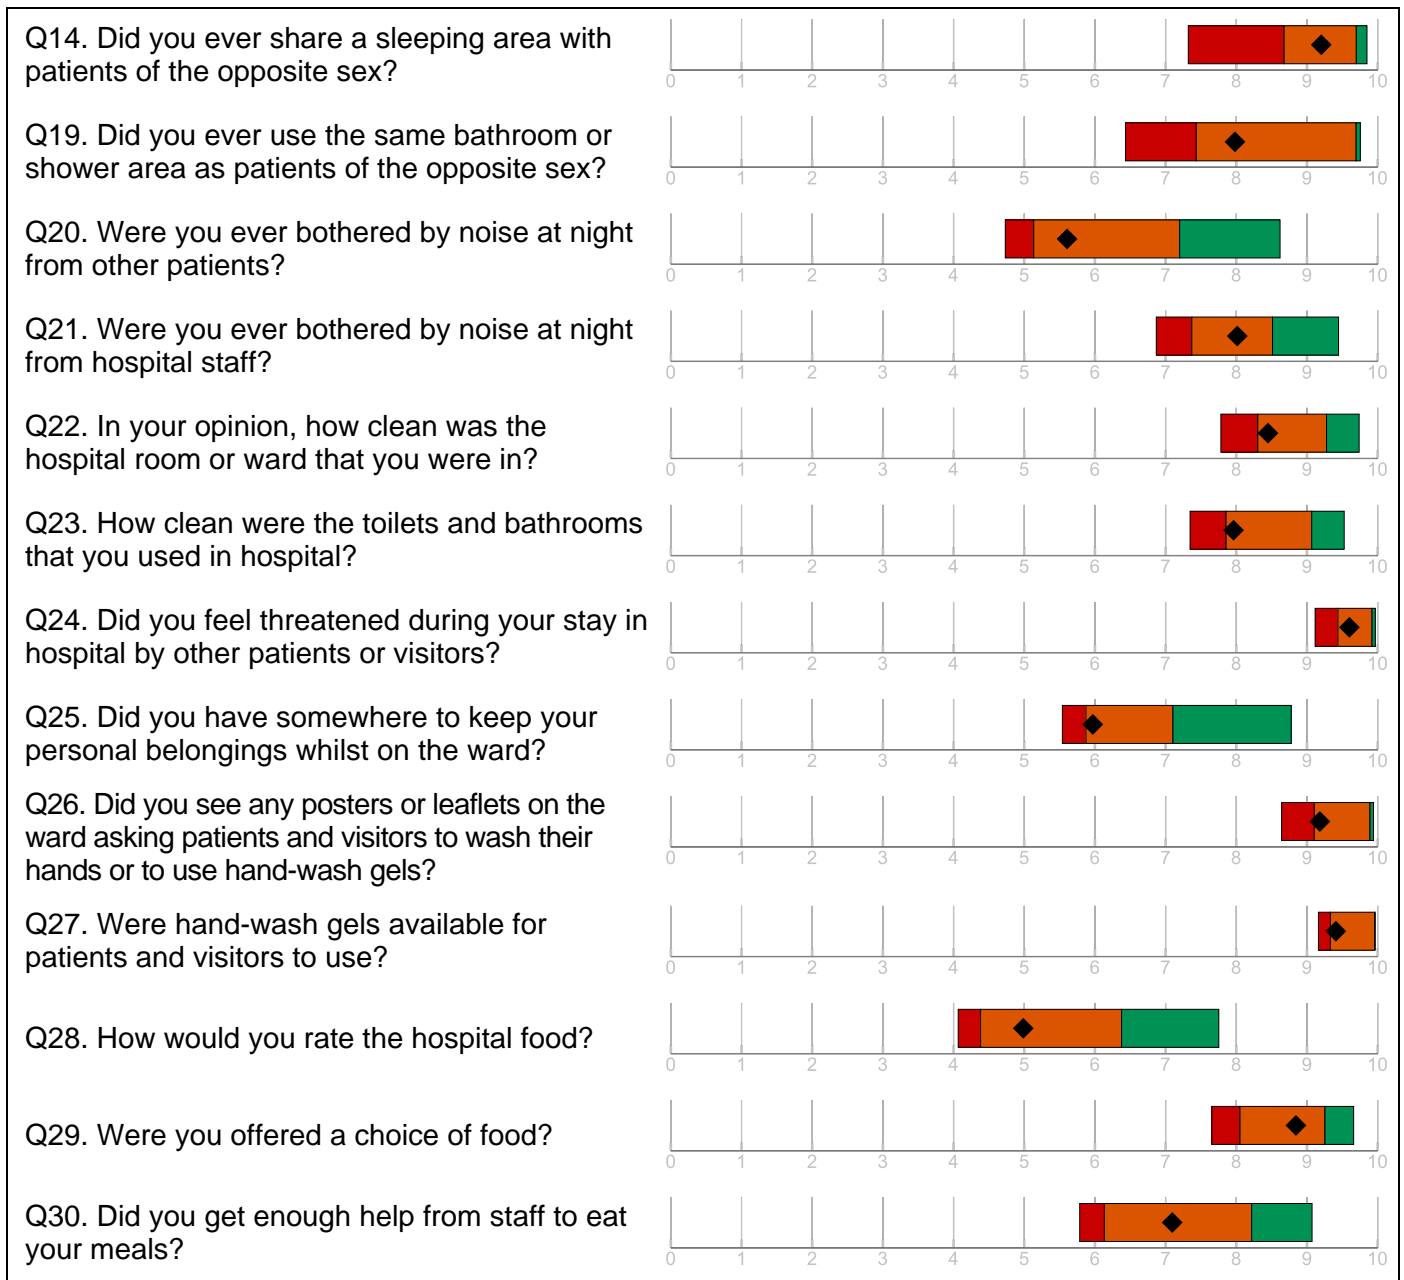 Q14. Did you ever share a sleeping area with
patients of the opposite sex?
0 1 2 3 4 5 6 7 8 9 10
Q19. Did you ever use the same bathroom or
shower area as patients of the opposite sex?
0 1 2 3 4 5 6 7 8 9 10
Q20. Were you ever bothered by noise at night
from other patients?
0 1 2 3 4 5 6 7 8 9 10
Q21. Were you ever bothered by noise at night
from hospital staff?
0 1 2 3 4 5 6 7 8 9 10
Q22. In your opinion, how clean was the
hospital room or ward that you were in?
0 1 2 3 4 5 6 7 8 9 10
Q23. How clean were the toilets and bathrooms
that you used in hospital?
0 1 2 3 4 5 6 7 8 9 10
Q24. Did you feel threatened during your stay in
hospital by other patients or visitors?
0 1 2 3 4 5 6 7 8 9 10
Q25. Did you have somewhere to keep your
personal belongings whilst on the ward?
0 1 2 3 4 5 6 7 8 9 10
Q26. Did you see any posters or leaflets on the
ward asking patients and visitors to wash their
hands or to use hand-wash gels?
0 1 2 3 4 5 6 7 8 9 10
Q27. Were hand-wash gels available for
patients and visitors to use?
0 1 2 3 4 5 6 7 8 9 10
Q28. How would you rate the hospital food?
0 1 2 3 4 5 6 7 8 9 10
Q29. Were you offered a choice of food?
0 1 2 3 4 5 6 7 8 9 10
Q30. Did you get enough help from staff to eat
your meals?
0 1 2 3 4 5 6 7 8 9 10